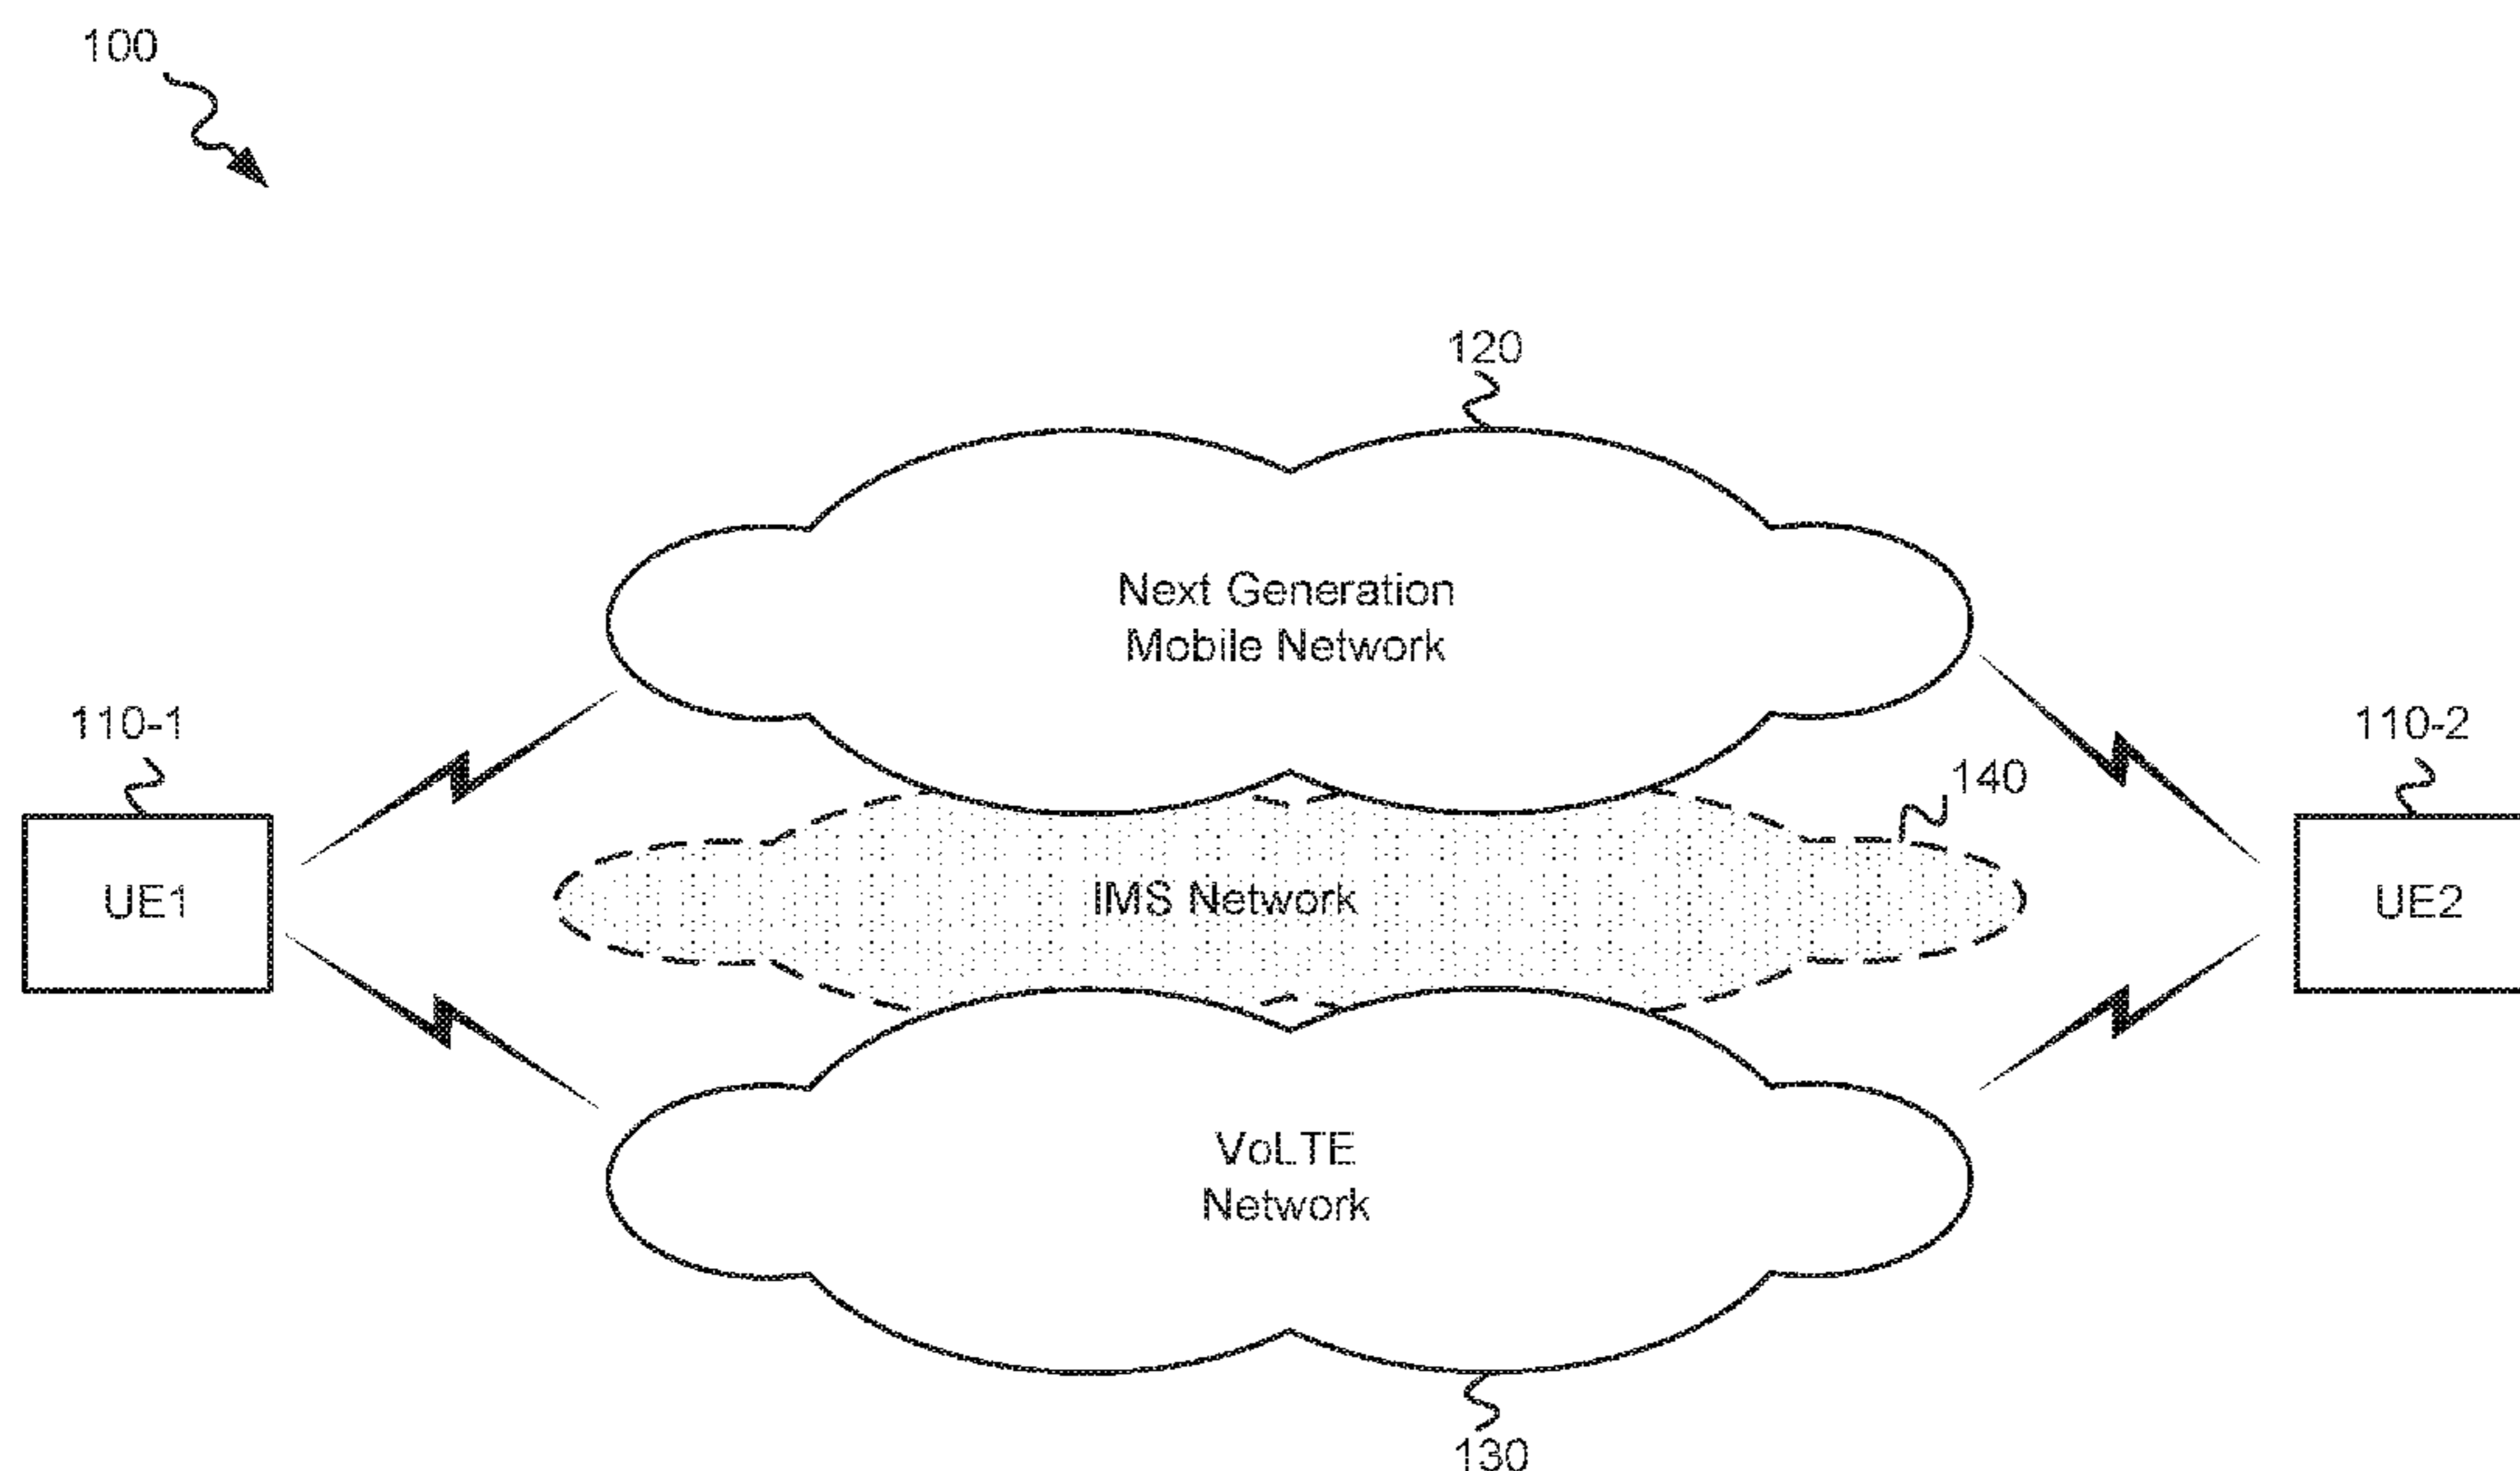 100
120
Next Generation
Mobile Network
110-1
110-2
140
UE1
IMS Network
UE2
VoLTE
Network
130